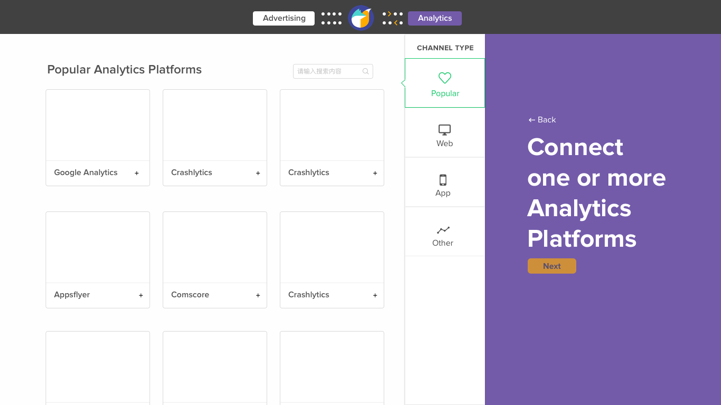 Advertising
Analytics
Popular Analytics Platforms
请输入搜索内容
CHANNEL TYPE
Popular
Web
App
Other
Google Analytics +
Crashlytics +
Crashlytics +
Appsflyer +
Comscore +
Crashlytics +
← Back
Connect
one or more
Analytics
Platforms
Next